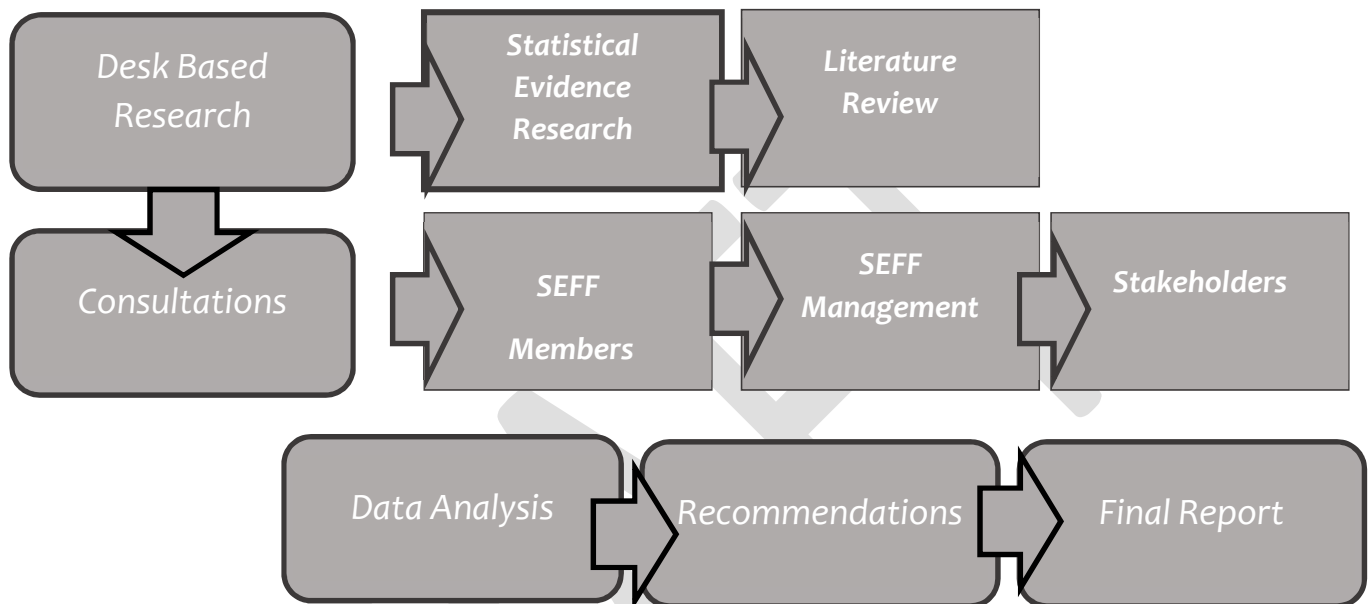 Desk Based
Research
Statistical
Evidence
Research
Literature
Review
Consultations
SEFF
Members
SEFF
Management
Stakeholders
Data Analysis
Recommendations
Final Report